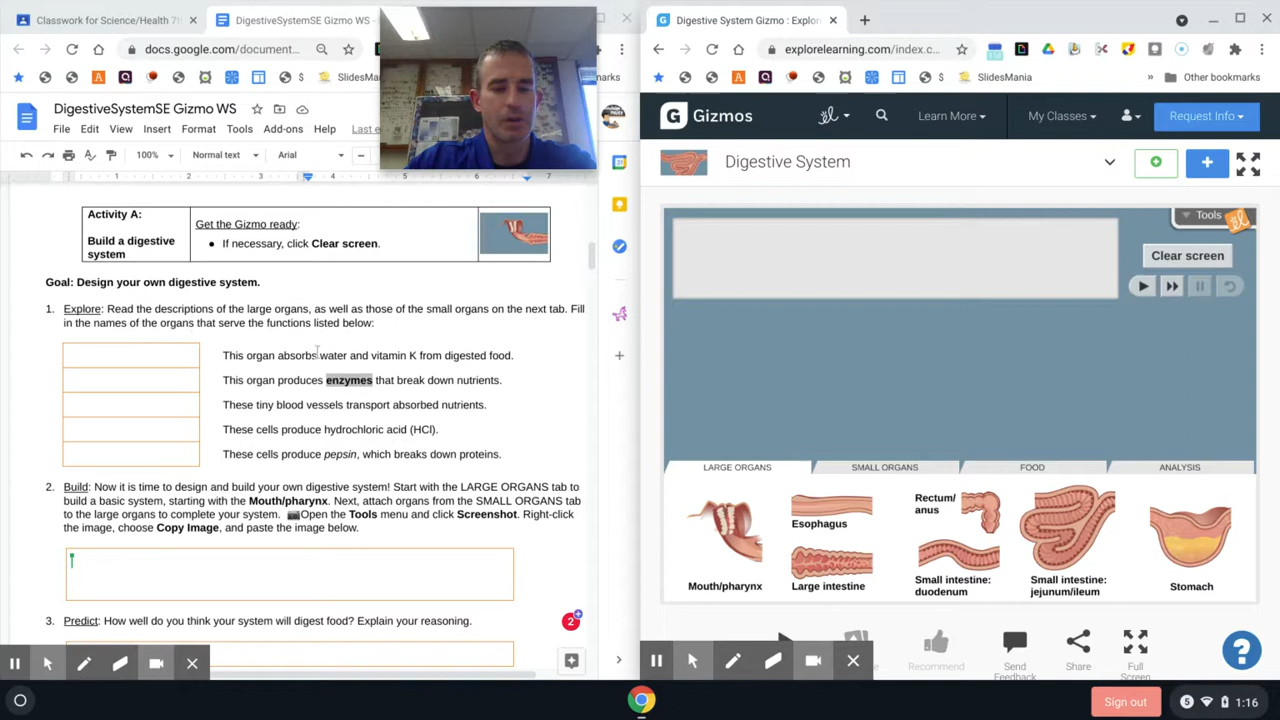 Classwork for Science/Health 7th
DigestiveSystemSE Gizmo WS -
docs.google.com/document...
SlidesMania
DigestiveSystemSE Gizmo WS
File Edit View Insert Format Tools Add-ons Help Last e
100% Normal text Arial
1 1 2 3 4 5 6 7
Activity A:
Build a digestive
system
Get the Gizmo ready:
● If necessary, click Clear screen.
Goal: Design your own digestive system.
1. Explore: Read the descriptions of the large organs, as well as those of the small organs on the next tab. Fill
in the names of the organs that serve the functions listed below:
This organ absorbs water and vitamin K from digested food.
This organ produces enzymes that break down nutrients.
These tiny blood vessels transport absorbed nutrients.
These cells produce hydrochloric acid (HCl).
These cells produce pepsin, which breaks down proteins.
2. Build: Now it is time to design and build your own digestive system! Start with the LARGE ORGANS tab to
build a basic system, starting with the Mouth/pharynx. Next, attach organs from the SMALL ORGANS tab
to the large organs to complete your system. Open the Tools menu and click Screenshot. Right-click
the image, choose Copy Image, and paste the image below.
3. Predict: How well do you think your system will digest food? Explain your reasoning.
2
Digestive System Gizmo : Explor
explorelearning.com/index.c...
SlidesMania
Other bookmarks
Gizmos
Learn More
My Classes
Request Info
Digestive System
Tools
Clear screen
LARGE ORGANS SMALL ORGANS FOOD ANALYSIS
Mouth/pharynx
Esophagus
Large intestine
Rectum/
anus
Small intestine:
duodenum
Small intestine:
jejunum/ileum
Stomach
Recommend
Send
Feedback
Share
Full
Screen
Sign out
5
1:16